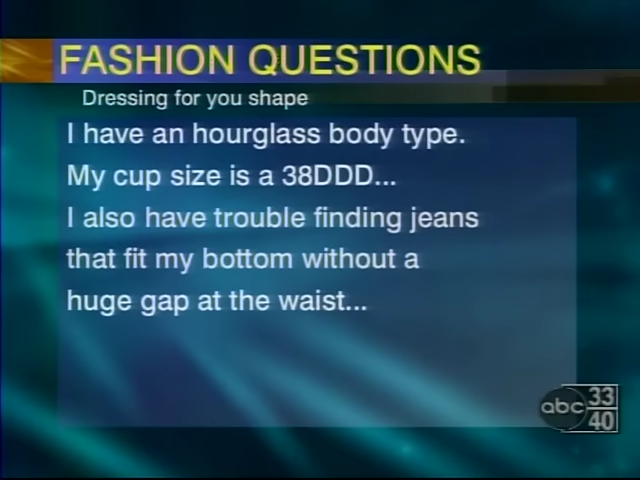 FASHION QUESTIONS
Dressing for you shape
I have an hourglass body type.
My cup size is a 38DDD...
I also have trouble finding jeans
that fit my bottom without a
huge gap at the waist...
abc 33
40